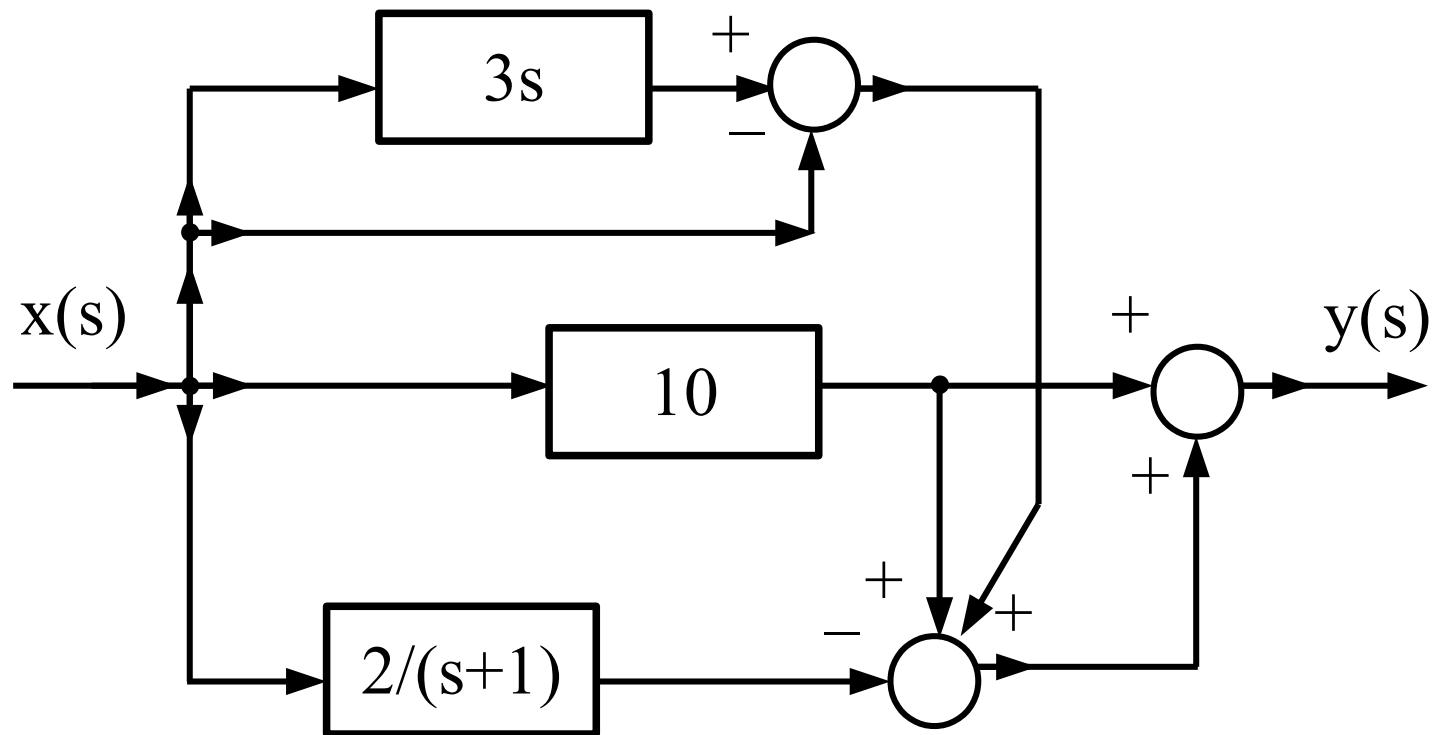 +
3s
−
x(s)
+
y(s)
10
+
+
+
−
2/(s+1)